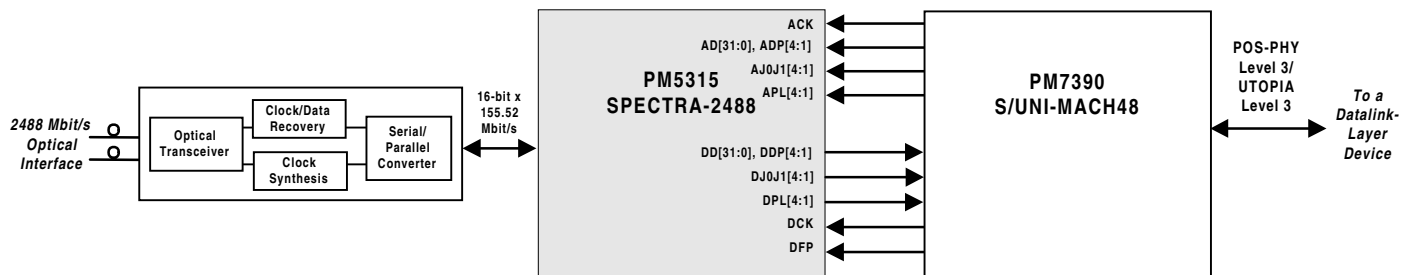 2488 Mbit/s
Optical
Interface
Optical
Transceiver
Clock/Data
Recovery
Clock
Synthesis
Serial/
Parallel
Converter
16-bit x
155.52
Mbit/s
PM5315
SPECTRA-2488
ACK
AD[31:0], ADP[4:1]
AJ0J1[4:1]
APL[4:1]
DD[31:0], DDP[4:1]
DJ0J1[4:1]
DPL[4:1]
DCK
DFP
PM7390
S/UNI-MACH48
POS-PHY
Level 3/
UTOPIA
Level 3
To a
Datalink-
Layer
Device